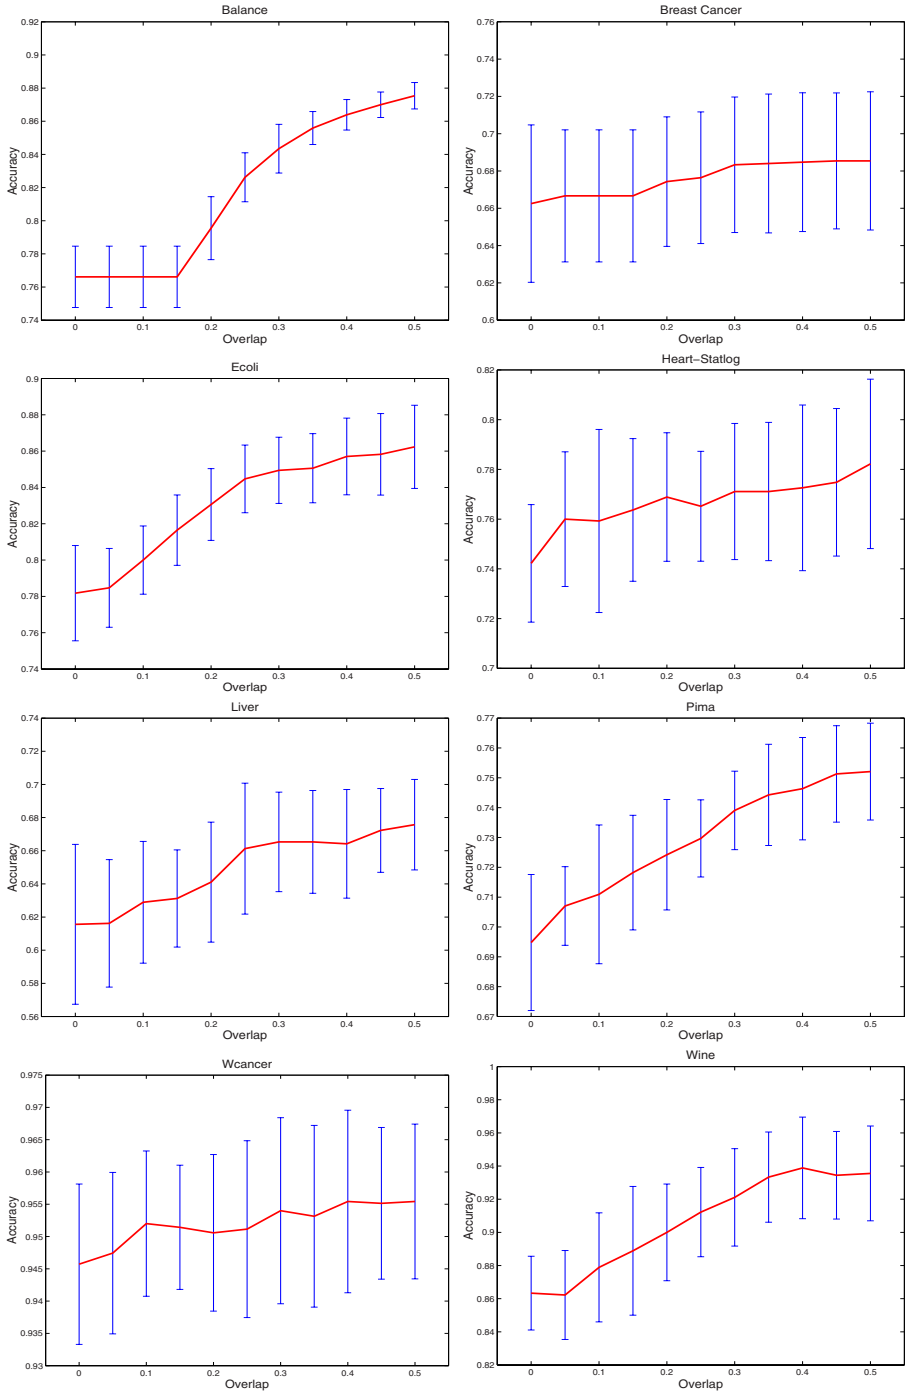 Balance
0.92
0.9
0.88
0.86
0.84
0.82
0.8
0.78
0.76
0.74
Accuracy
0 0.1 0.2 0.3 0.4 0.5
Overlap
Breast Cancer
0.76
0.74
0.72
0.7
0.68
0.66
0.64
0.62
0.6
Accuracy
0 0.1 0.2 0.3 0.4 0.5
Overlap
Ecoli
0.9
0.88
0.86
0.84
0.82
0.8
0.78
0.76
0.74
Accuracy
0 0.1 0.2 0.3 0.4 0.5
Overlap
Heart−Statlog
0.82
0.8
0.78
0.76
0.74
0.72
0.7
Accuracy
0 0.1 0.2 0.3 0.4 0.5
Overlap
Liver
0.74
0.72
0.7
0.68
0.66
0.64
0.62
0.6
0.58
0.56
Accuracy
0 0.1 0.2 0.3 0.4 0.5
Overlap
Pima
0.77
0.76
0.75
0.74
0.73
0.72
0.71
0.7
0.69
0.68
0.67
Accuracy
0 0.1 0.2 0.3 0.4 0.5
Overlap
Wcancer
0.975
0.97
0.965
0.96
0.955
0.95
0.945
0.94
0.935
0.93
Accuracy
0 0.1 0.2 0.3 0.4 0.5
Overlap
Wine
1
0.98
0.96
0.94
0.92
0.9
0.88
0.86
0.84
0.82
Accuracy
0 0.1 0.2 0.3 0.4 0.5
Overlap